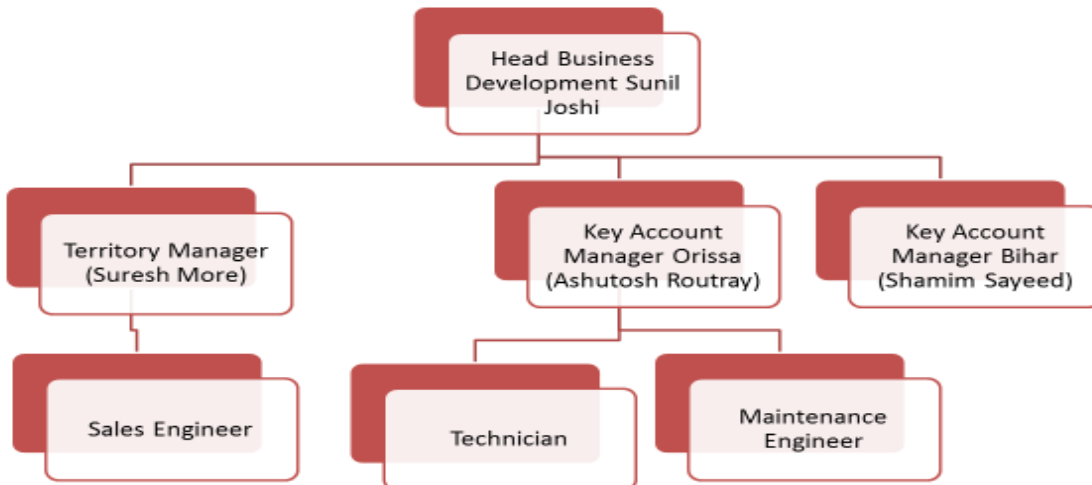 Head Business
Development Sunil
Joshi
Territory Manager
(Suresh More)
Key Account
Manager Orissa
(Ashutosh Routray)
Key Account
Manager Bihar
(Shamim Sayeed)
Sales Engineer
Technician
Maintenance
Engineer